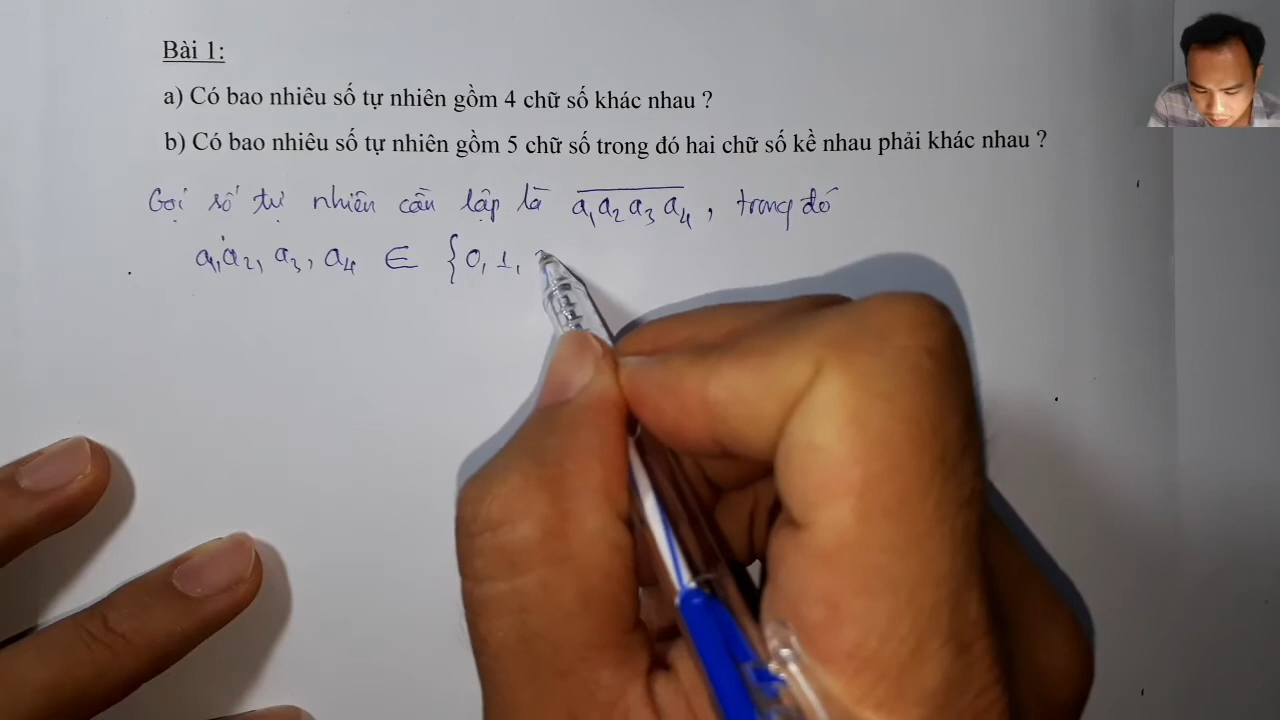 Bài 1:
a) Có bao nhiêu số tự nhiên gồm 4 chữ số khác nhau ?
b) Có bao nhiêu số tự nhiên gồm 5 chữ số trong đó hai chữ số kề nhau phải khác nhau ?
Gọi số tự nhiên cần lập là a₁a₂a₃a₄, trong đó
a₁,a₂, a₃, a₄ ∈ {0, 1,